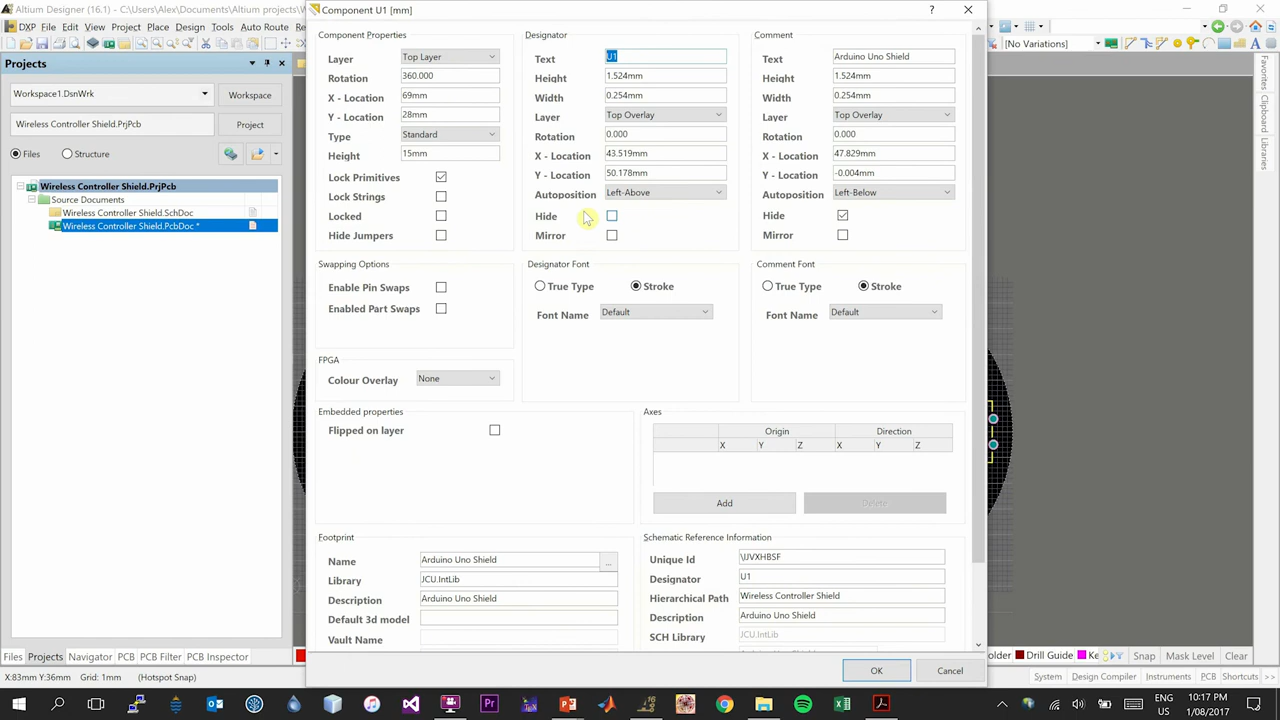 Altium Designer (16.1) - C:\Users\Alex\Documents\Altium projects\W
Component U1 [mm]
DXP File Edit View Project Place Design Tools Auto Route
[No Variations]
Projects
Workspace1.DsnWrk
Workspace
Wireless Controller Shield.PrjPcb
Project
Files
Structure
Wireless Controller Shield.PrjPcb
Source Documents
Wireless Controller Shield.SchDoc
Wireless Controller Shield.PcbDoc *
Component Properties
Layer Top Layer
Rotation 360.000
X - Location 69mm
Y - Location 28mm
Type Standard
Height 15mm
Lock Primitives
Lock Strings
Locked
Hide Jumpers
Designator
Text U1
Height 1.524mm
Width 0.254mm
Layer Top Overlay
Rotation 0.000
X - Location 43.519mm
Y - Location 50.178mm
Autoposition Left-Above
Hide
Mirror
Comment
Text Arduino Uno Shield
Height 1.524mm
Width 0.254mm
Layer Top Overlay
Rotation 0.000
X - Location 47.829mm
Y - Location -0.004mm
Autoposition Left-Below
Hide
Mirror
Swapping Options
Enable Pin Swaps
Enabled Part Swaps
Designator Font
True Type Stroke
Font Name Default
Comment Font
True Type Stroke
Font Name Default
FPGA
Colour Overlay None
Embedded properties
Flipped on layer
Axes
Origin Direction
X Y Z X Y Z
Add Delete
Footprint
Name Arduino Uno Shield ...
Library JCU.IntLib
Description Arduino Uno Shield
Default 3d model
Vault Name
Schematic Reference Information
Unique Id \IJVXHBSF
Designator U1
Hierarchical Path Wireless Controller Shield
Description Arduino Uno Shield
SCH Library JCU.IntLib
OK Cancel
Favorites
Clipboard
Libraries
Files Projects Navigator PCB PCB Filter PCB Inspector
older Drill Guide Ke Snap Mask Level Clear
X:83mm Y:36mm Grid: 1mm (Hotspot Snap)
System Design Compiler Instruments PCB Shortcuts >>
ENG
US
10:17 PM
1/08/2017